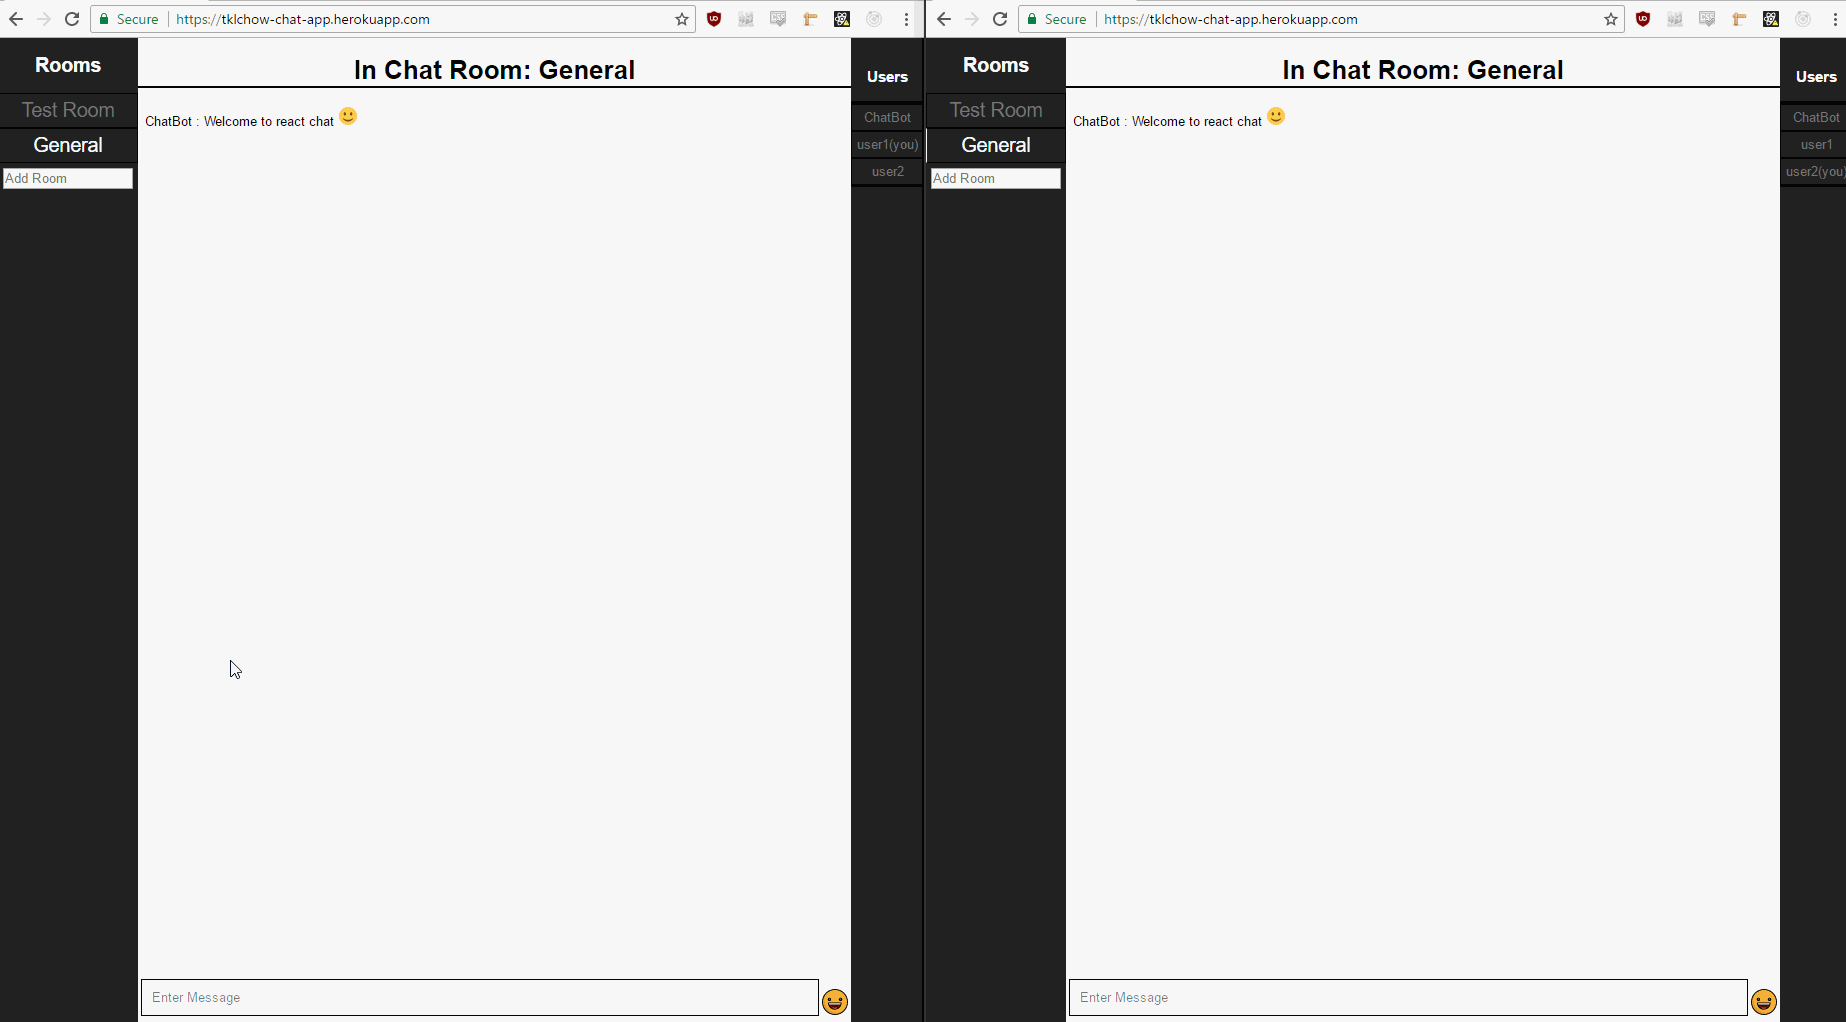 Secure https://tklchow-chat-app.herokuapp.com
Rooms
Test Room
General
Add Room
In Chat Room: General
ChatBot : Welcome to react chat
Enter Message
Users
ChatBot
user1(you)
user2
Secure https://tklchow-chat-app.herokuapp.com
Rooms
Test Room
General
Add Room
In Chat Room: General
ChatBot : Welcome to react chat
Enter Message
Users
ChatBot
user1
user2(you)